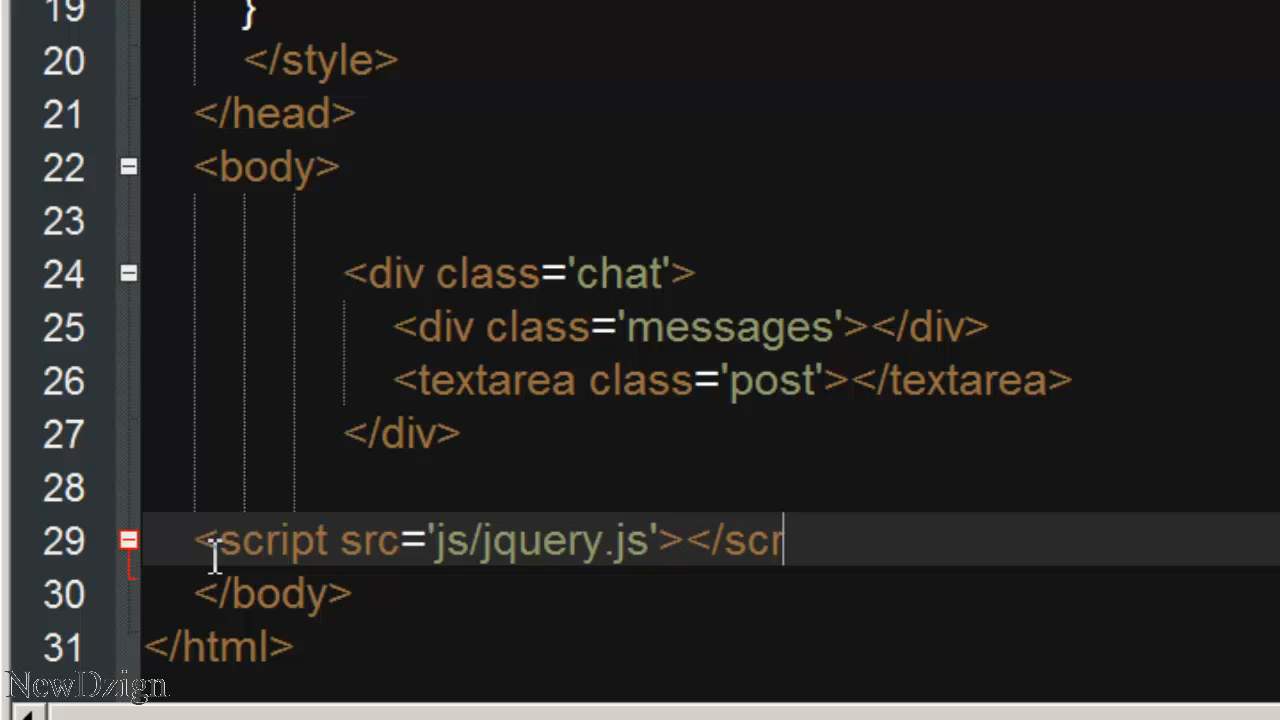 19 }
20 </style>
21 </head>
22 <body>
23
24 <div class='chat'>
25 <div class='messages'></div>
26 <textarea class='post'></textarea>
27 </div>
28
29 <script src='js/jquery.js'></scr
30 </body>
31 </html>
NewDzign